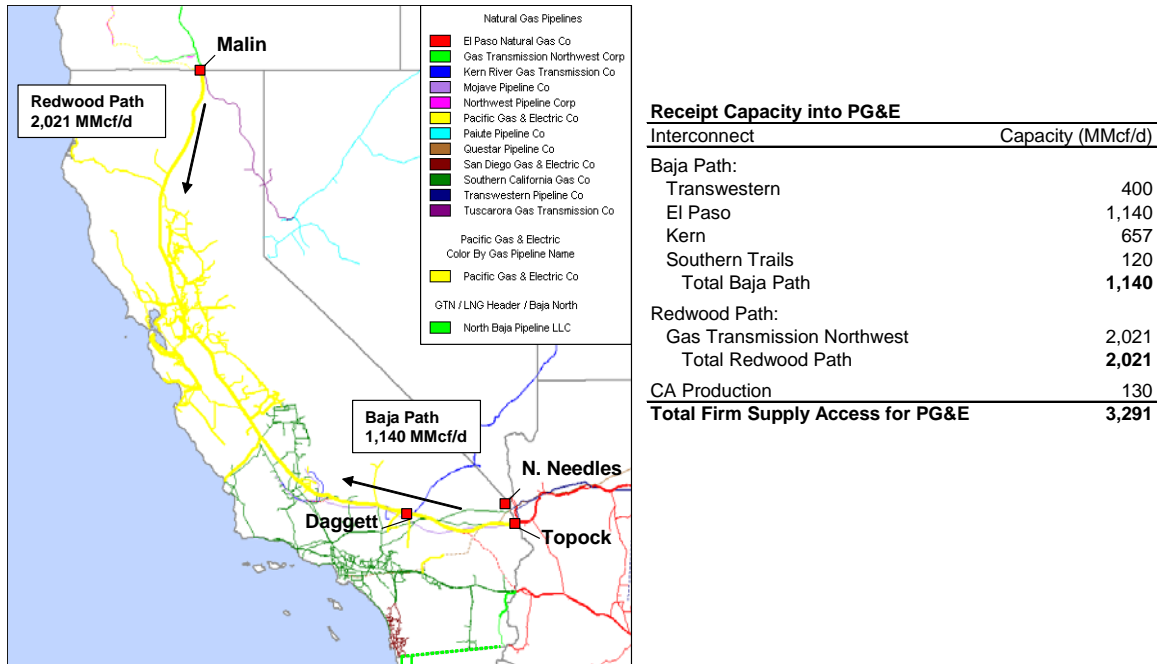 Malin
Redwood Path
2,021 MMcf/d
Natural Gas Pipelines
El Paso Natural Gas Co
Gas Transmission Northwest Corp
Kern River Gas Transmission Co
Mojave Pipeline Co
Northwest Pipeline Corp
Pacific Gas & Electric Co
Paiute Pipeline Co
Questar Pipeline Co
San Diego Gas & Electric Co
Southern California Gas Co
Transwestern Pipeline Co
Tuscarora Gas Transmission Co
Pacific Gas & Electric
Color By Gas Pipeline Name
Pacific Gas & Electric Co
GTN / LNG Header / Baja North
North Baja Pipeline LLC
Baja Path
1,140 MMcf/d
N. Needles
Daggett
Topock
Receipt Capacity into PG&E
Interconnect Capacity (MMcf/d)
Baja Path:
Transwestern 400
El Paso 1,140
Kern 657
Southern Trails 120
Total Baja Path 1,140
Redwood Path:
Gas Transmission Northwest 2,021
Total Redwood Path 2,021
CA Production 130
Total Firm Supply Access for PG&E 3,291